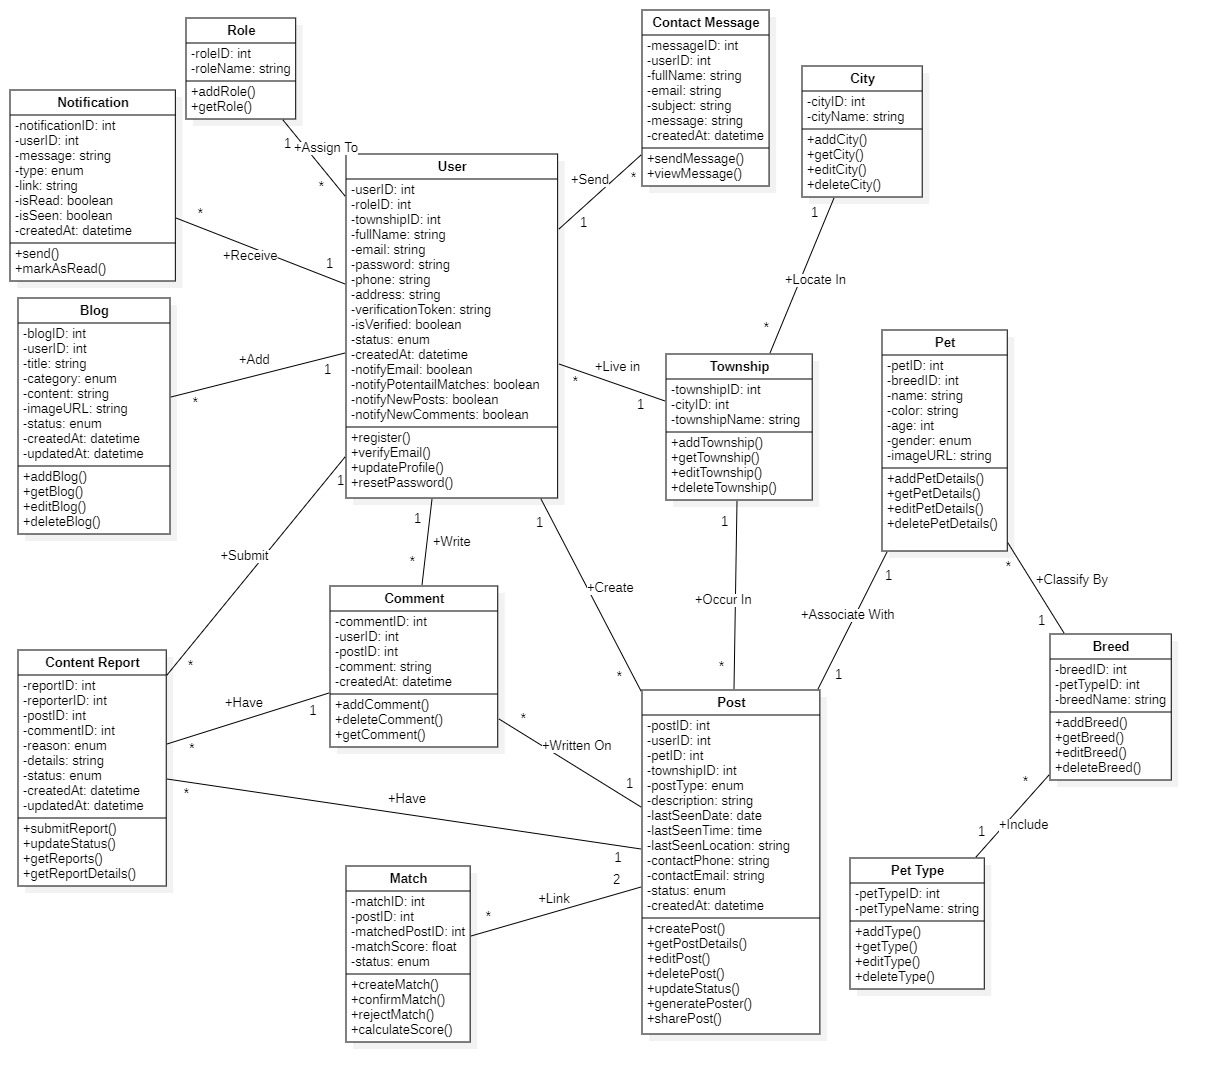 Role
-roleID: int
-roleName: string
+addRole()
+getRole()
Contact Message
-messageID: int
-userID: int
-fullName: string
-email: string
-subject: string
-message: string
-createdAt: datetime
+sendMessage()
+viewMessage()
City
-cityID: int
-cityName: string
+addCity()
+getCity()
+editCity()
+deleteCity()
Notification
-notificationID: int
-userID: int
-message: string
-type: enum
-link: string
-isRead: boolean
-isSeen: boolean
-createdAt: datetime
+send()
+markAsRead()
1
+Assign To
*
User
-userID: int
-roleID: int
-townshipID: int
-fullName: string
-email: string
-password: string
-phone: string
-address: string
-verificationToken: string
-isVerified: boolean
-status: enum
-createdAt: datetime
-notifyEmail: boolean
-notifyPotentailMatches: boolean
-notifyNewPosts: boolean
-notifyNewComments: boolean
+register()
+verifyEmail()
+updateProfile()
+resetPassword()
+Send
*
1
*
+Receive
1
1
+Locate In
*
Blog
-blogID: int
-userID: int
-title: string
-category: enum
-content: string
-imageURL: string
-status: enum
-createdAt: datetime
-updatedAt: datetime
+addBlog()
+getBlog()
+editBlog()
+deleteBlog()
+Add
1
*
+Live in
*
1
Township
-townshipID: int
-cityID: int
-townshipName: string
+addTownship()
+getTownship()
+editTownship()
+deleteTownship()
Pet
-petID: int
-breedID: int
-name: string
-color: string
-age: int
-gender: enum
-imageURL: string
+addPetDetails()
+getPetDetails()
+editPetDetails()
+deletePetDetails()
1
+Submit
*
1
+Write
*
1
+Create
*
1
+Occur In
*
1
+Associate With
1
*
+Classify By
1
Comment
-commentID: int
-userID: int
-postID: int
-comment: string
-createdAt: datetime
+addComment()
+deleteComment()
+getComment()
Breed
-breedID: int
-petTypeID: int
-breedName: string
+addBreed()
+getBreed()
+editBreed()
+deleteBreed()
Content Report
-reportID: int
-reporterID: int
-postID: int
-commentID: int
-reason: enum
-details: string
-status: enum
-createdAt: datetime
-updatedAt: datetime
+submitReport()
+updateStatus()
+getReports()
+getReportDetails()
+Have
1
*
*
+Written On
1
*
+Have
1
Post
-postID: int
-userID: int
-petID: int
-townshipID: int
-postType: enum
-description: string
-lastSeenDate: date
-lastSeenTime: time
-lastSeenLocation: string
-contactPhone: string
-contactEmail: string
-status: enum
-createdAt: datetime
+createPost()
+getPostDetails()
+editPost()
+deletePost()
+updateStatus()
+generatePoster()
+sharePost()
*
+Include
1
Match
-matchID: int
-postID: int
-matchedPostID: int
-matchScore: float
-status: enum
+createMatch()
+confirmMatch()
+rejectMatch()
+calculateScore()
2
+Link
*
Pet Type
-petTypeID: int
-petTypeName: string
+addType()
+getType()
+editType()
+deleteType()